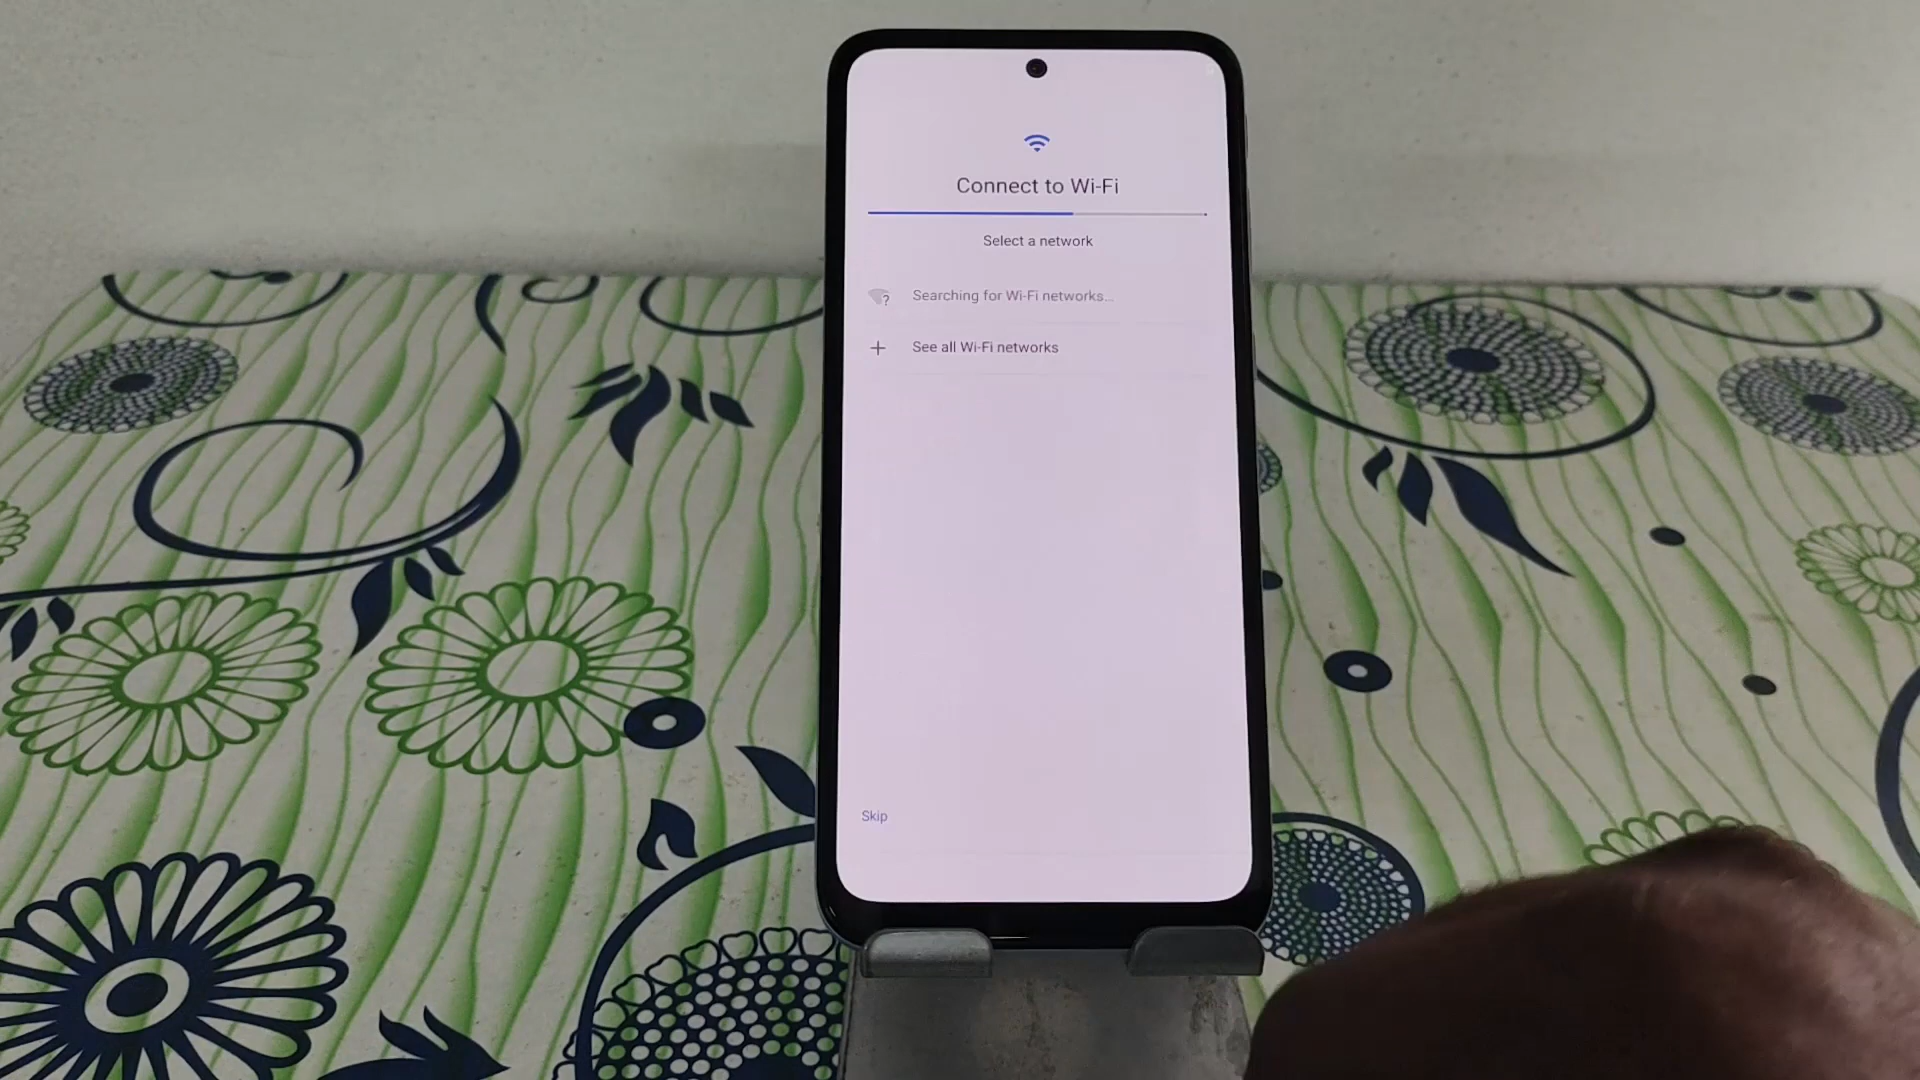 Connect to Wi-Fi
Select a network
Searching for Wi-Fi networks...
See all Wi-Fi networks
Skip